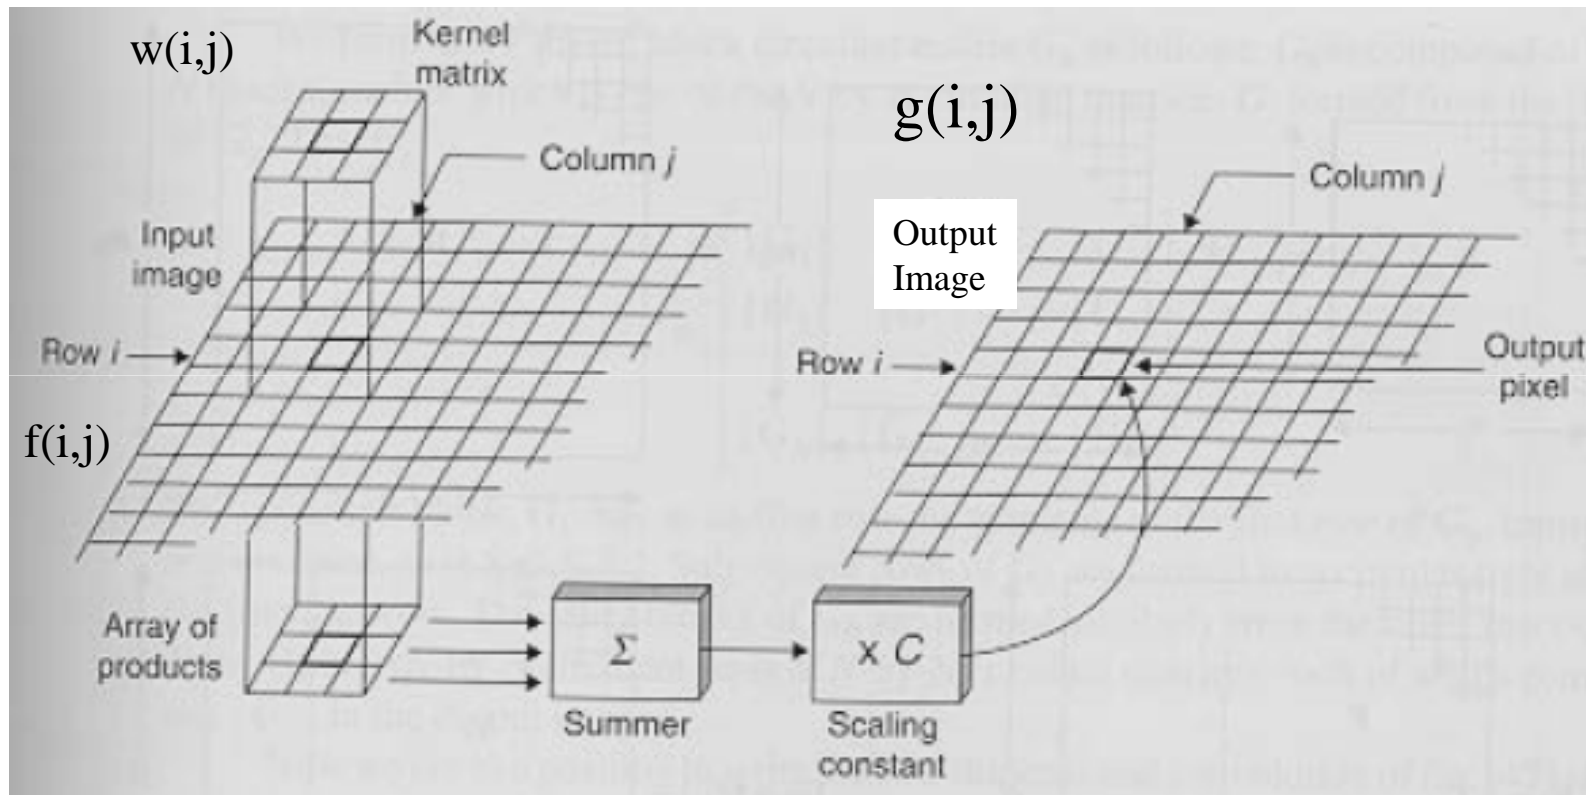 w(i,j)
Kernel
matrix
g(i,j)
Column j
Column j
Input
image
Output
Image
Row i
Row i
Output
pixel
f(i,j)
Array of
products
Σ
x C
Summer
Scaling
constant